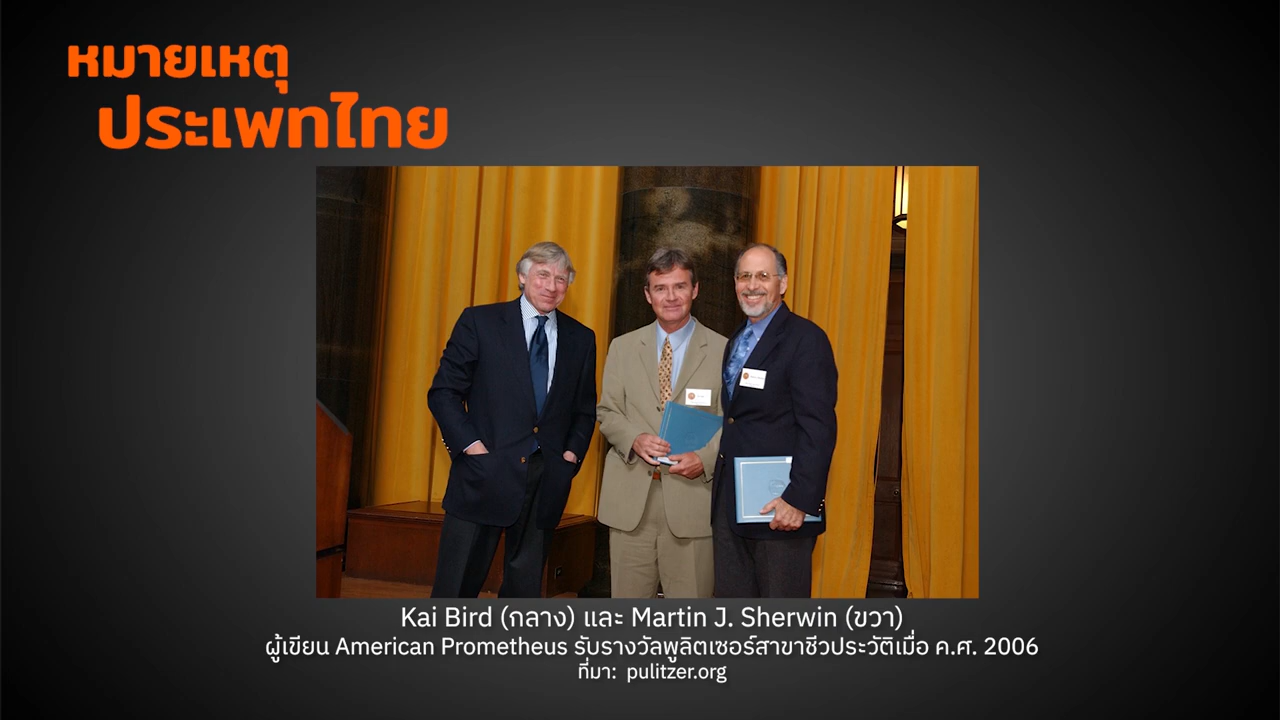 หมายเหตุ
ประเพทไทย
Kai Bird (กลาง) และ Martin J. Sherwin (ขวา)
ผู้เขียน American Prometheus รับรางวัลพูลิตเซอร์สาขาชีวประวัติเมื่อ ค.ศ. 2006
ที่มา: pulitzer.org